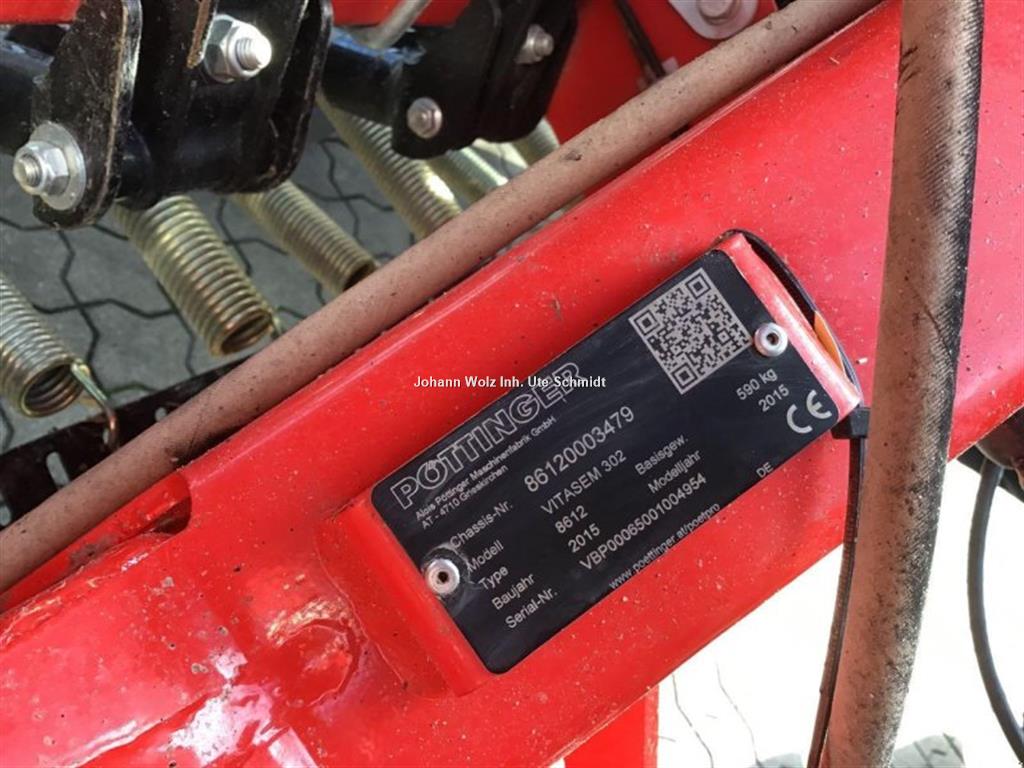 PÖTTINGER
Alois Pöttinger Maschinenfabrik GmbH
AT - 4710 Grieskirchen
Chassis-Nr. 86120003479
Modell VITASEM 302 Basisgew. 590 kg
Type 8612 Modelljahr 2015
Baujahr 2015
Serial-Nr. VBP00065001004954 DE
www.poettinger.at/poetpro
CE
Johann Wolz Inh. Ute Schmidt